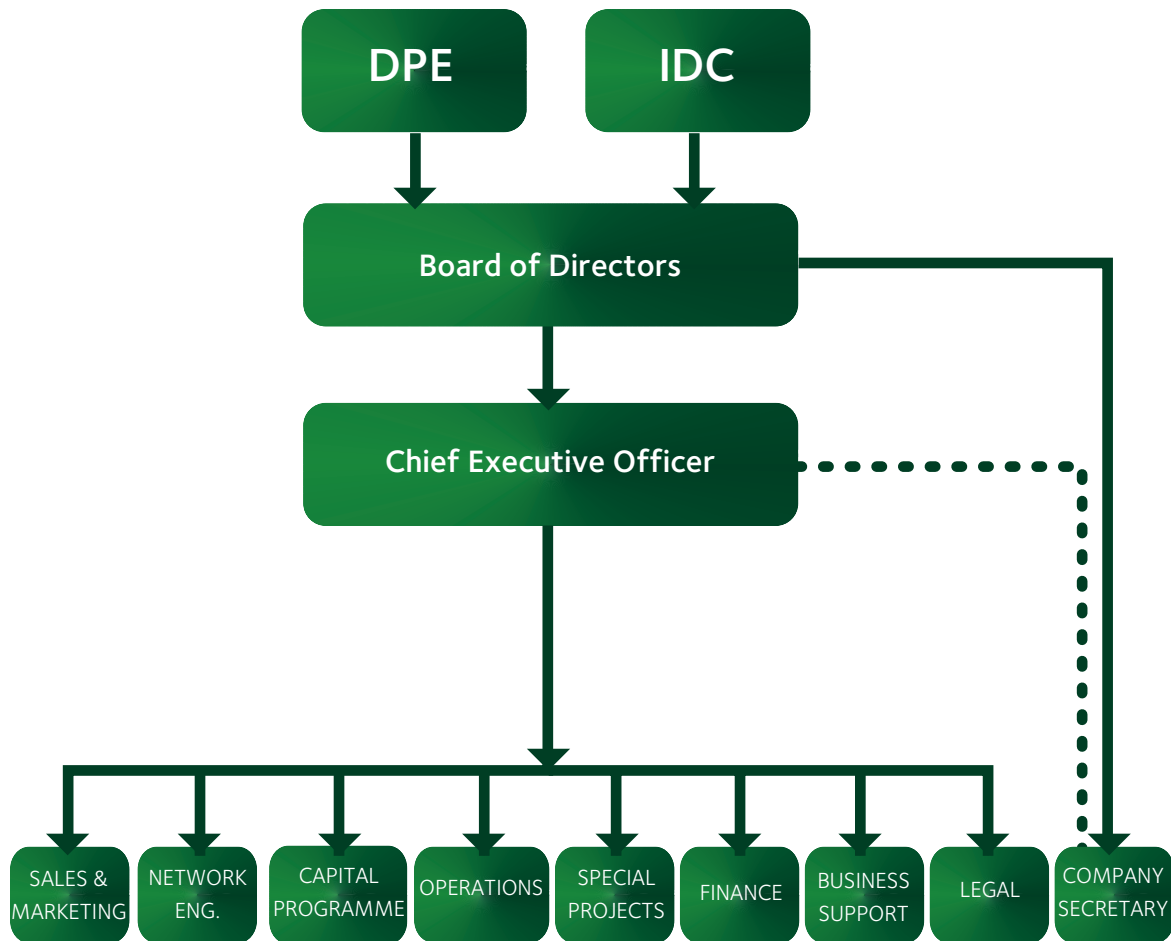 DPE
IDC
Board of Directors
Chief Executive Officer
SALES &
MARKETING
NETWORK
ENG.
CAPITAL
PROGRAMME
OPERATIONS
SPECIAL
PROJECTS
FINANCE
BUSINESS
SUPPORT
LEGAL
COMPANY
SECRETARY